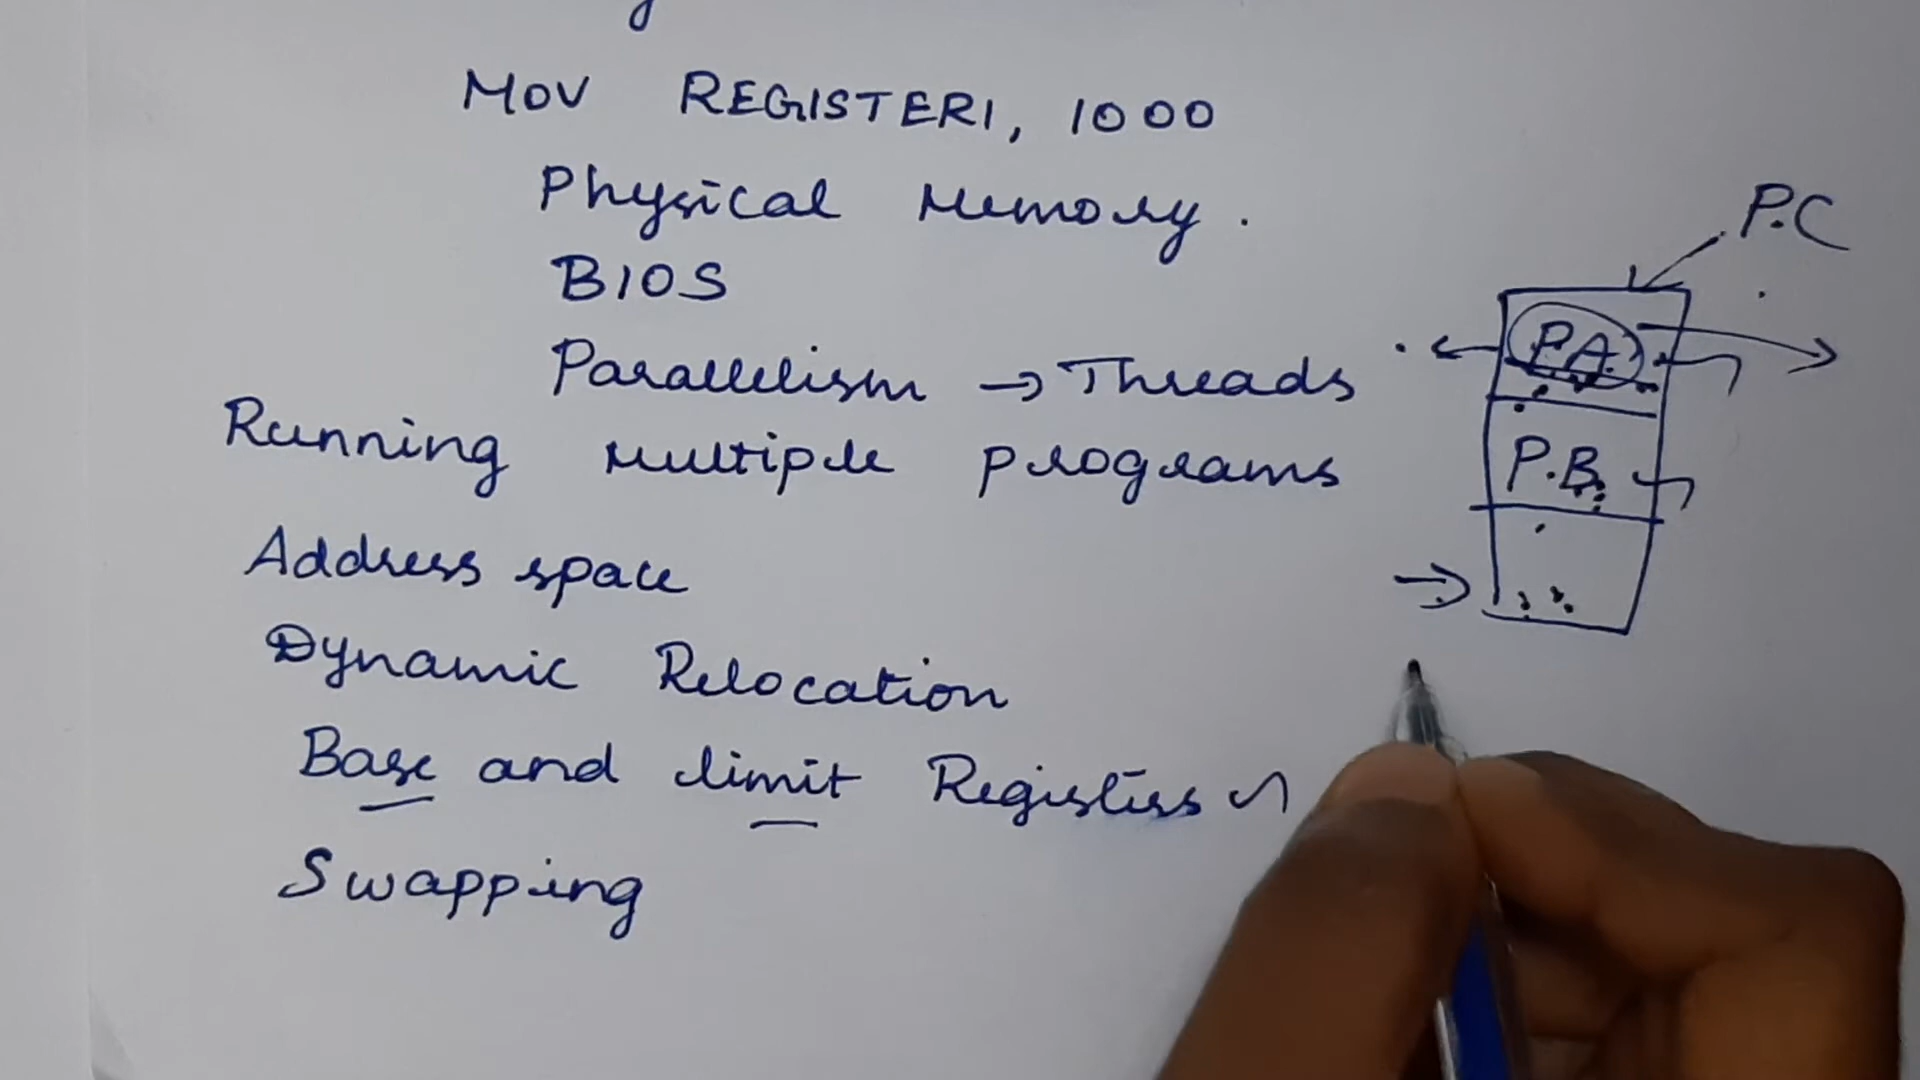 MOV REGISTER1, 1000
Physical Memory.
BIOS
Parallelism → Threads
Running Multiple programs
Address space
Dynamic Relocation
Base and limit Registers
Swapping
P.C
P.A.
P.B.